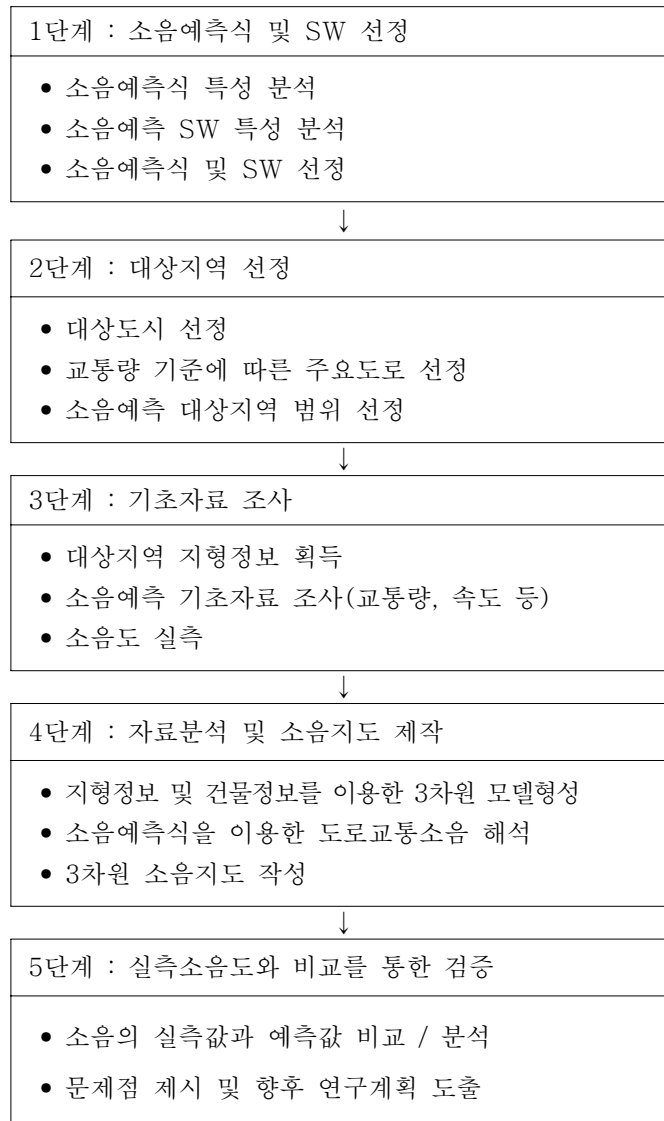 1단계 : 소음예측식 및 SW 선정
• 소음예측식 특성 분석
• 소음예측 SW 특성 분석
• 소음예측식 및 SW 선정
↓
2단계 : 대상지역 선정
• 대상도시 선정
• 교통량 기준에 따른 주요도로 선정
• 소음예측 대상지역 범위 선정
↓
3단계 : 기초자료 조사
• 대상지역 지형정보 획득
• 소음예측 기초자료 조사(교통량, 속도 등)
• 소음도 실측
↓
4단계 : 자료분석 및 소음지도 제작
• 지형정보 및 건물정보를 이용한 3차원 모델형성
• 소음예측식을 이용한 도로교통소음 해석
• 3차원 소음지도 작성
↓
5단계 : 실측소음도와 비교를 통한 검증
• 소음의 실측값과 예측값 비교 / 분석
• 문제점 제시 및 향후 연구계획 도출